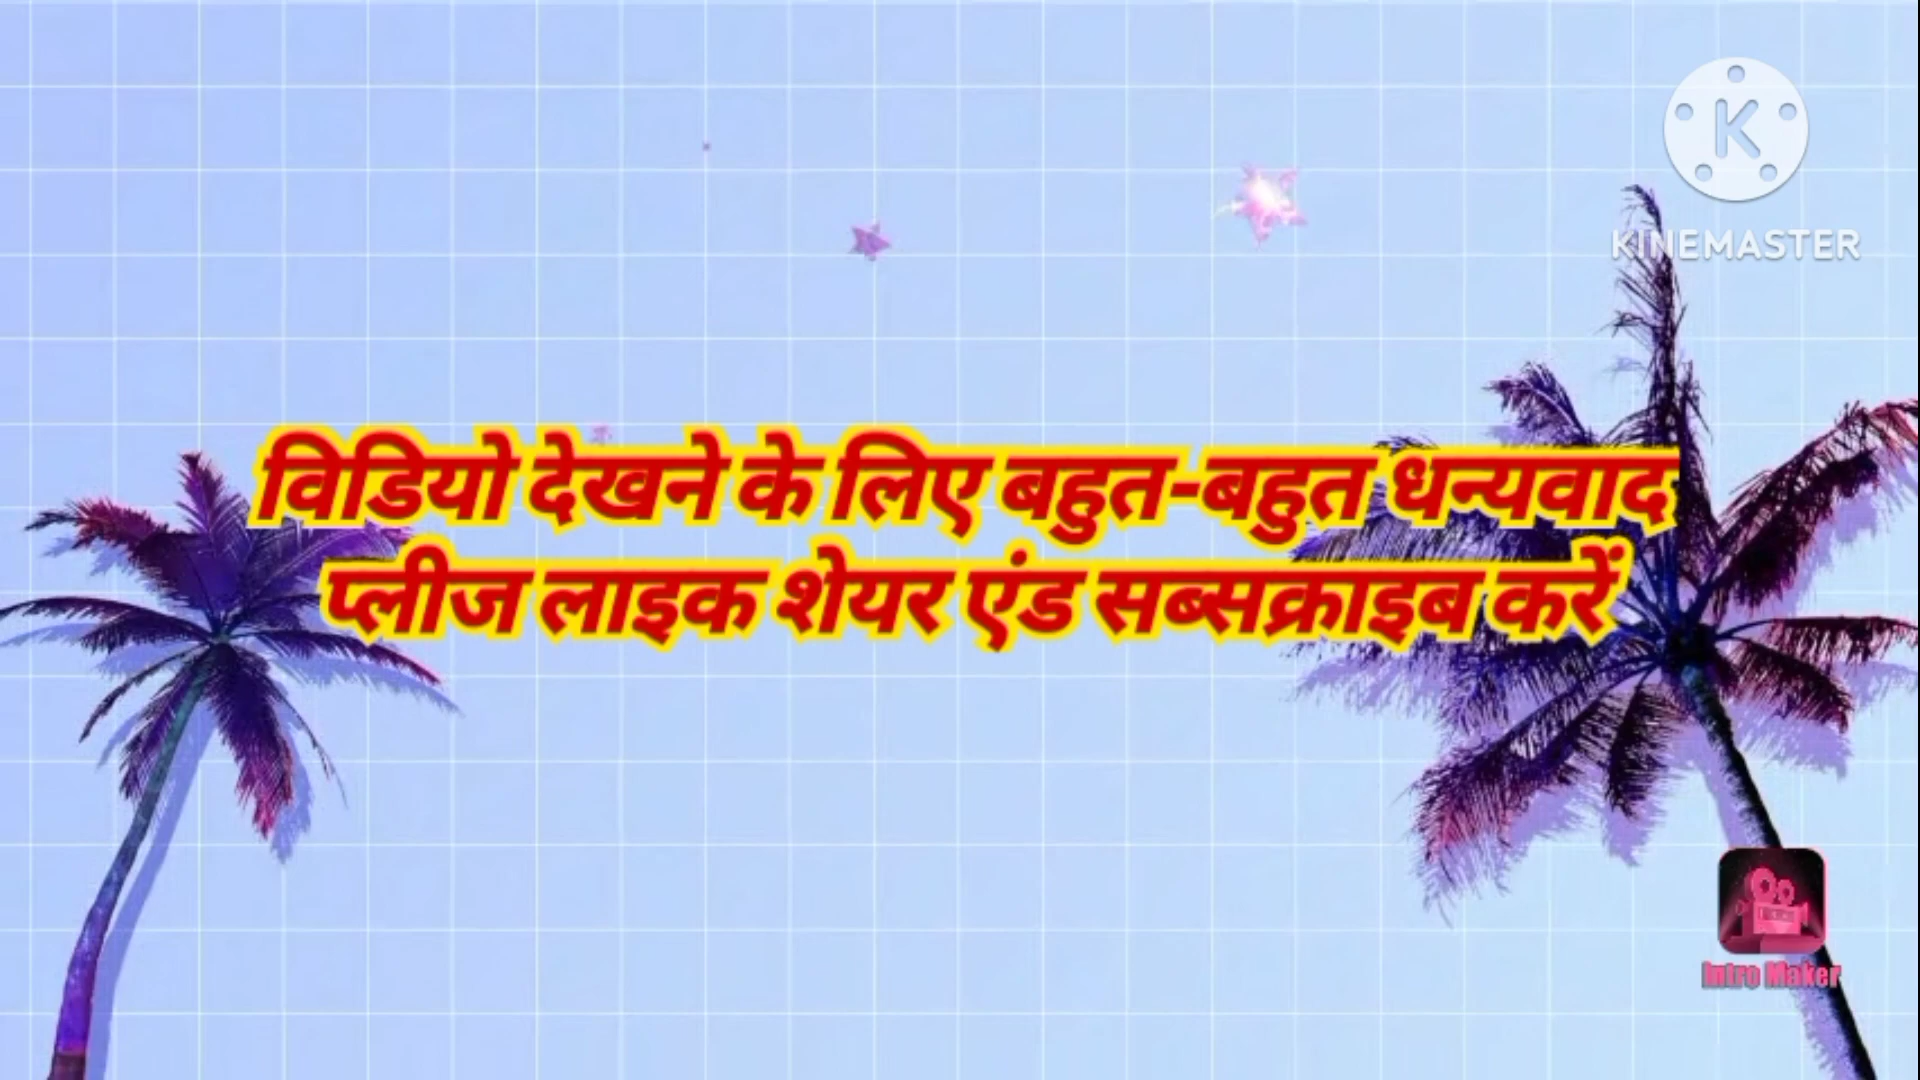 KINEMASTER
विडियो देखने के लिए बहुत-बहुत धन्यवाद
प्लीज लाइक शेयर एंड सब्सक्राइब करें
Intro Maker